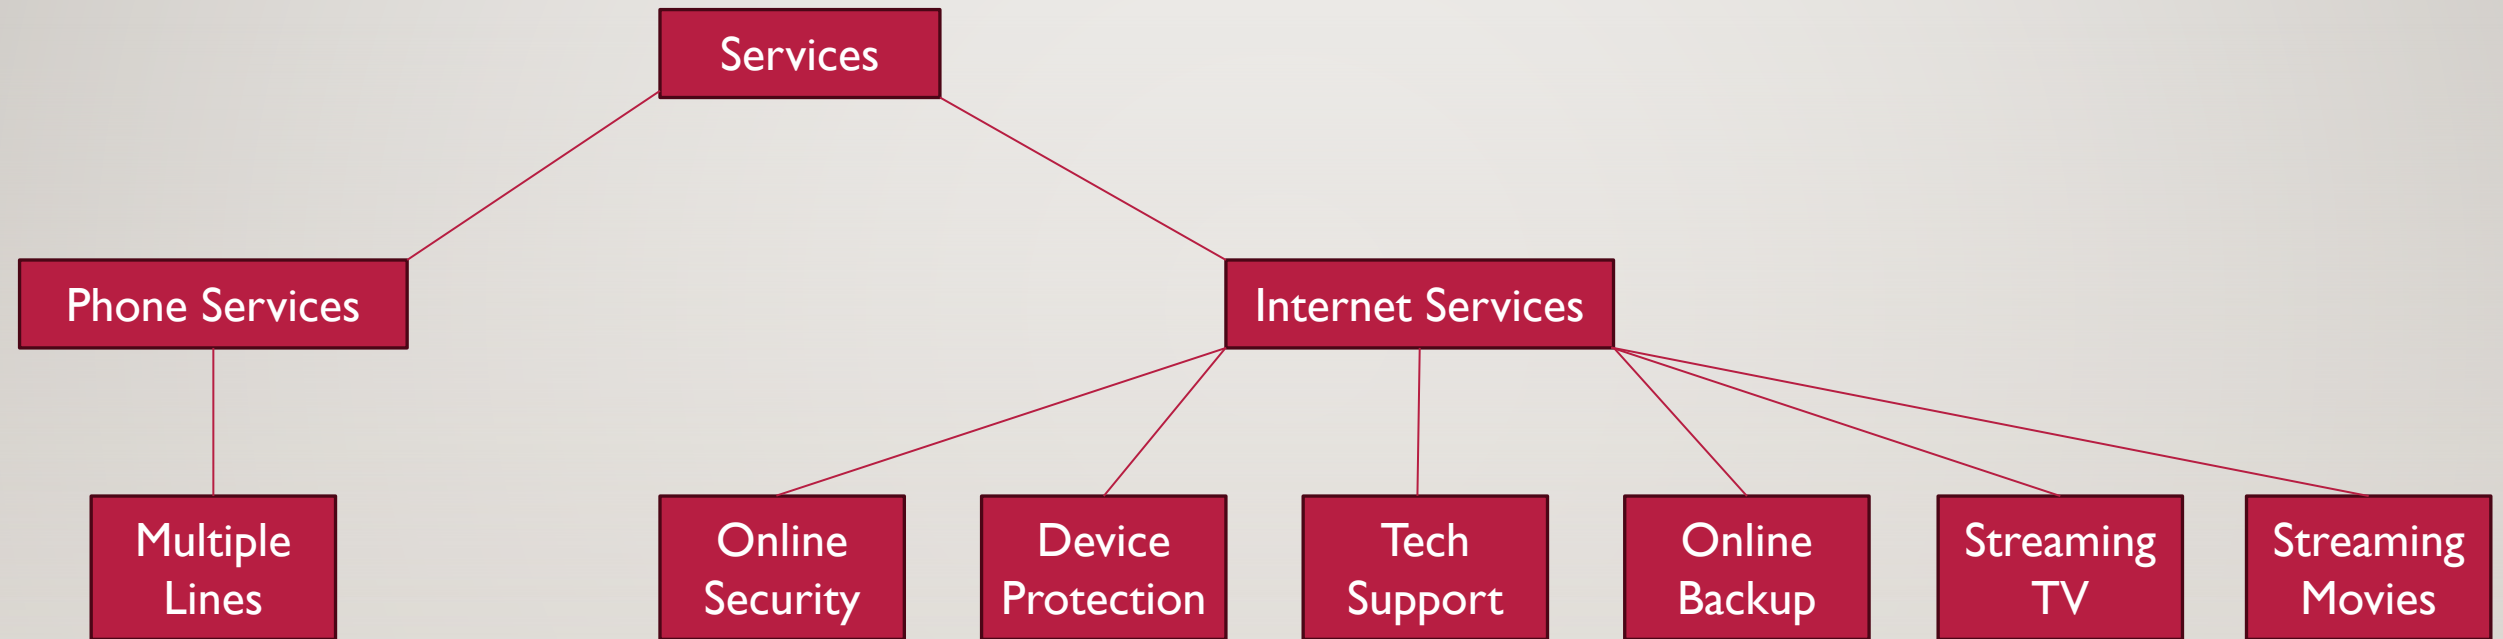 Services
Phone Services
Internet Services
Multiple
Lines
Online
Security
Device
Protection
Tech
Support
Online
Backup
Streaming
TV
Streaming
Movies